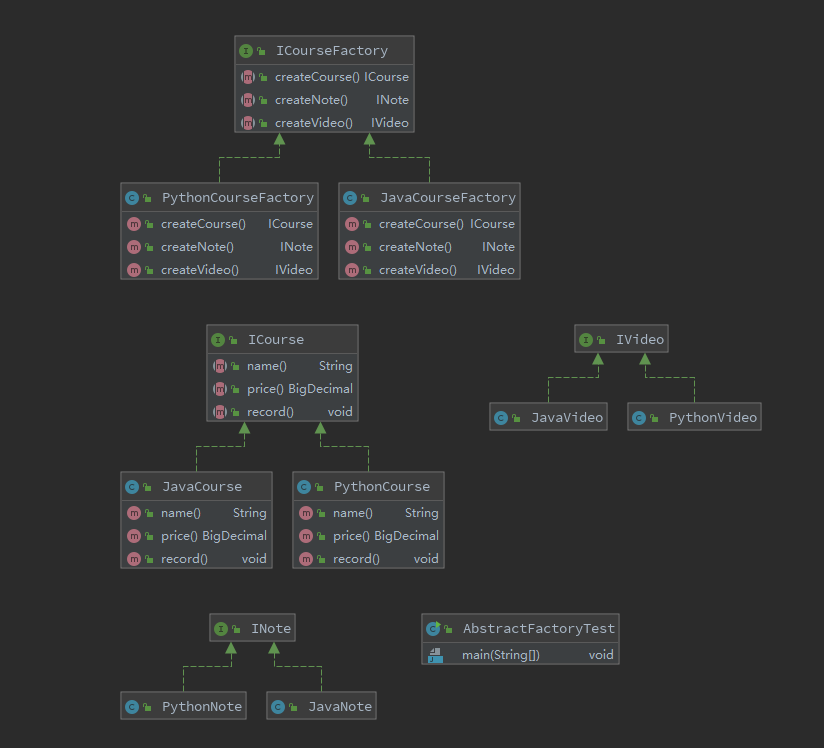 ICourseFactory
createCourse() ICourse
createNote() INote
createVideo() IVideo
PythonCourseFactory
createCourse() ICourse
createNote() INote
createVideo() IVideo
JavaCourseFactory
createCourse() ICourse
createNote() INote
createVideo() IVideo
ICourse
name() String
price() BigDecimal
record() void
IVideo
JavaVideo
PythonVideo
JavaCourse
name() String
price() BigDecimal
record() void
PythonCourse
name() String
price() BigDecimal
record() void
INote
AbstractFactoryTest
main(String[]) void
PythonNote
JavaNote